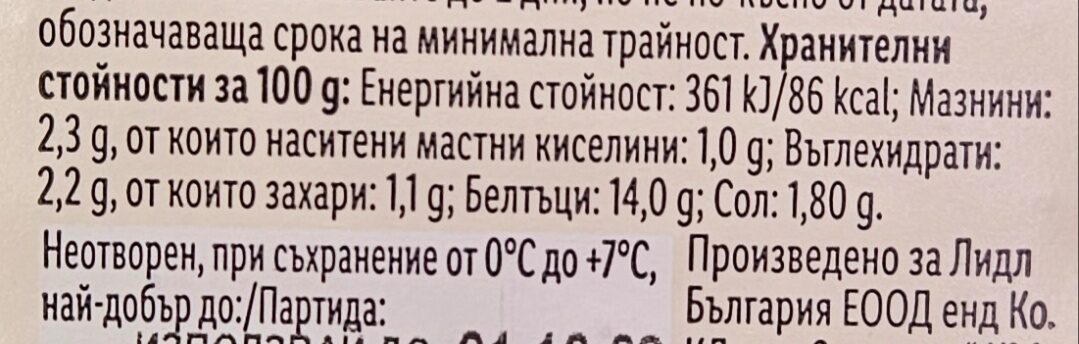 обозначаваща срока на минимална трайност. Хранителни
стойности за 100 g: Енергийна стойност: 361 kJ/86 kcal; Мазнини:
2,3 g, от които наситени мастни киселини: 1,0 g; Въглехидрати:
2,2 g, от които захари: 1,1 g; Белтъци: 14,0 g; Сол: 1,80 g.
Неотворен, при съхранение от 0°C до +7°C,
най-добър до:/Партида:
Произведено за Лидл
България ЕООД енд Ко.